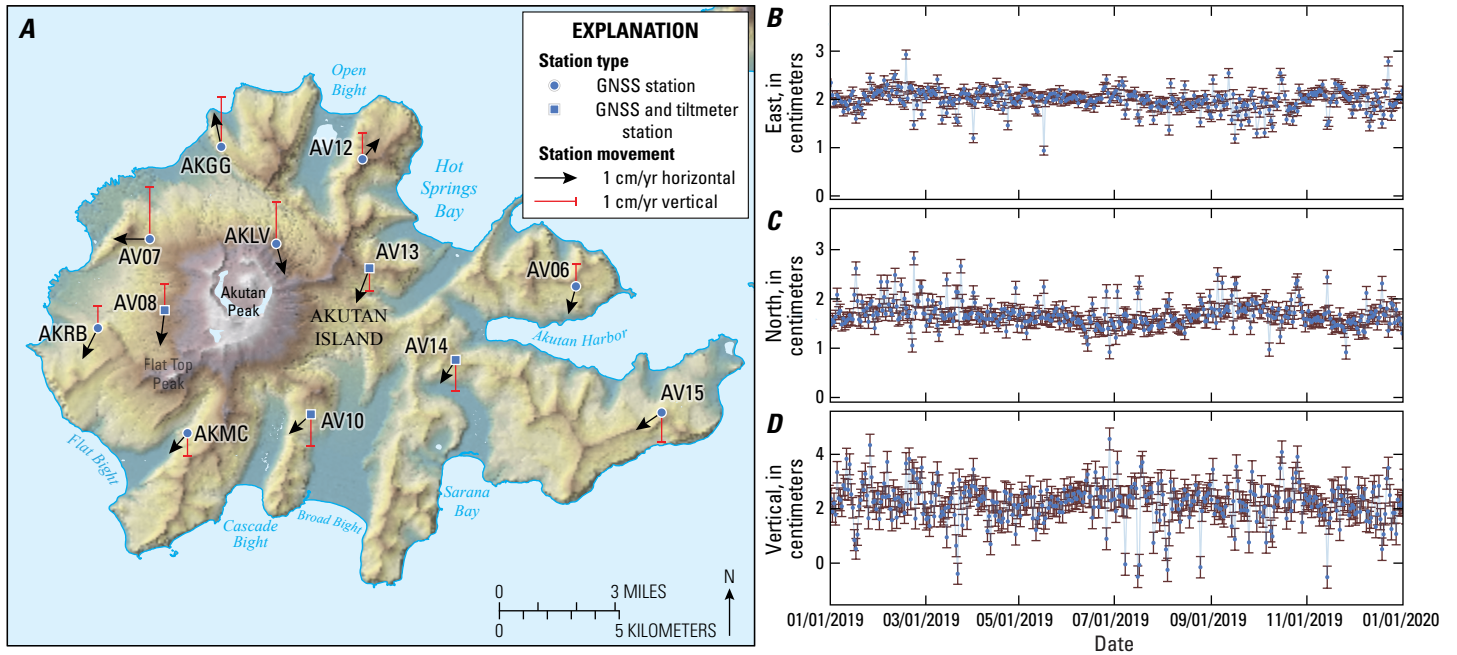 A
EXPLANATION
Station type
GNSS station
GNSS and tiltmeter
station
Station movement
1 cm/yr horizontal
1 cm/yr vertical
Open
Bight
AKGG
AV12
Hot
Springs
Bay
AV07
AKLV
AV13
AV06
AV08
Akutan
Peak
AKUTAN
ISLAND
AKRB
Akutan Harbor
AV14
Flat Top
Peak
AV15
AKMC
AV10
Flat Bight
Sarana
Bay
Cascade
Bight
Broad Bight
0 3 MILES
0 5 KILOMETERS
N
B
East, in
centimeters
3
2
1
0
C
North, in
centimeters
3
2
1
0
D
Vertical, in
centimeters
4
2
0
01/01/2019 03/01/2019 05/01/2019 07/01/2019 09/01/2019 11/01/2019 01/01/2020
Date